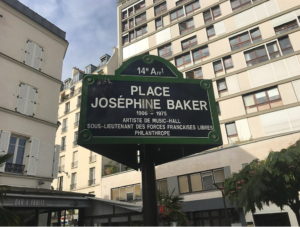 14e Arrt
PLACE
JOSÉPHINE BAKER
1906 - 1975
ARTISTE DE MUSIC-HALL
SOUS-LIEUTENANT DES FORCES FRANÇAISES LIBRES
PHILANTHROPE